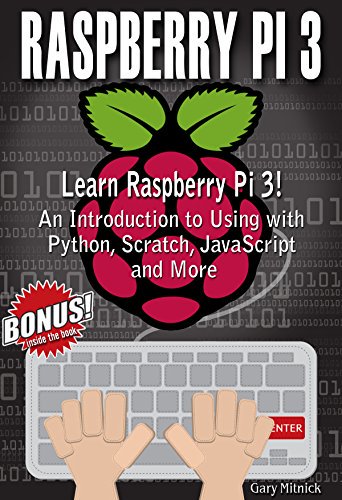 RASPBERRY PI 3
Learn Raspberry Pi 3!
An Introduction to Using with
Python, Scratch, JavaScript
and More
BONUS!
inside the book
ENTER
Gary Mitnick